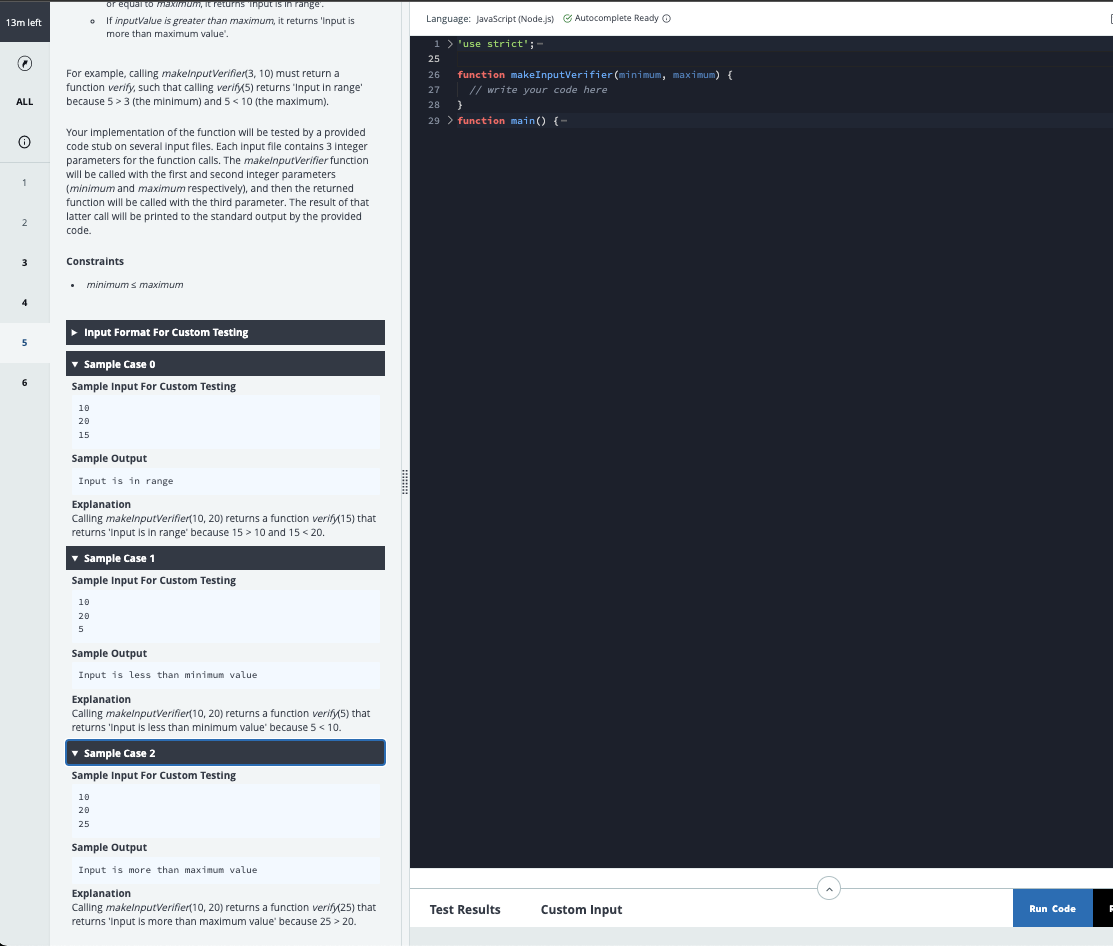 or equal to maximum, it returns 'Input is in range'.
If inputValue is greater than maximum, it returns 'Input is
more than maximum value'.
13m left
ALL
1
2
3
4
5
6
For example, calling makeInputVerifier(3, 10) must return a
function verify, such that calling verify(5) returns 'Input in range'
because 5 > 3 (the minimum) and 5 < 10 (the maximum).
Your implementation of the function will be tested by a provided
code stub on several input files. Each input file contains 3 integer
parameters for the function calls. The makeInputVerifier function
will be called with the first and second integer parameters
(minimum and maximum respectively), and then the returned
function will be called with the third parameter. The result of that
latter call will be printed to the standard output by the provided
code.
Constraints
• minimum ≤ maximum
Input Format For Custom Testing
Sample Case 0
Sample Input For Custom Testing
10
20
15
Sample Output
Input is in range
Explanation
Calling makeInputVerifier(10, 20) returns a function verify(15) that
returns 'Input is in range' because 15 > 10 and 15 < 20.
Sample Case 1
Sample Input For Custom Testing
10
20
5
Sample Output
Input is less than minimum value
Explanation
Calling makeInputVerifier(10, 20) returns a function verify(5) that
returns 'Input is less than minimum value' because 5 < 10.
Sample Case 2
Sample Input For Custom Testing
10
20
25
Sample Output
Input is more than maximum value
Explanation
Calling makeInputVerifier(10, 20) returns a function verify(25) that
returns 'Input is more than maximum value' because 25 > 20.
Language: JavaScript (Node.js) Autocomplete Ready
1 'use strict';
25
26 function makeInputVerifier(minimum, maximum) {
27 // write your code here
28 }
29 function main() {
Test Results Custom Input Run Code